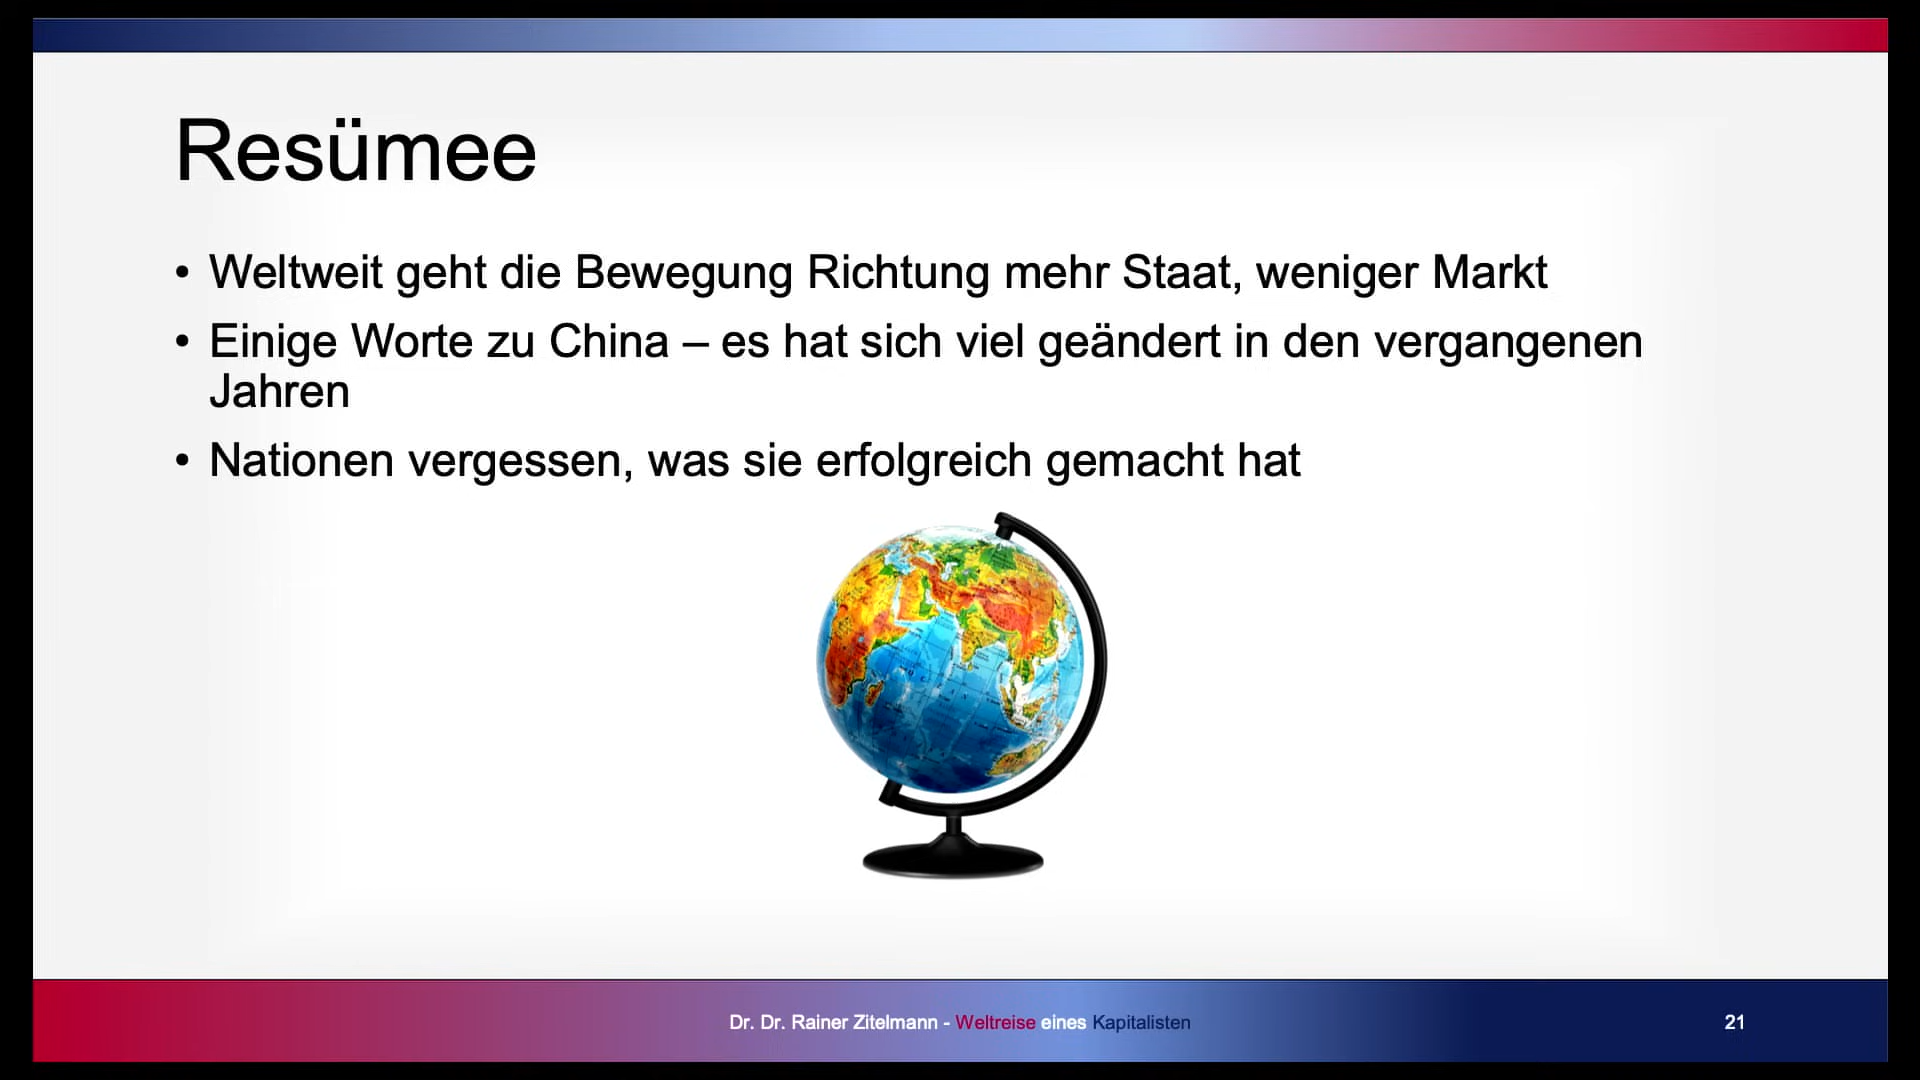 Resümee
• Weltweit geht die Bewegung Richtung mehr Staat, weniger Markt
• Einige Worte zu China – es hat sich viel geändert in den vergangenen
Jahren
• Nationen vergessen, was sie erfolgreich gemacht hat
Dr. Dr. Rainer Zitelmann - Weltreise eines Kapitalisten
21